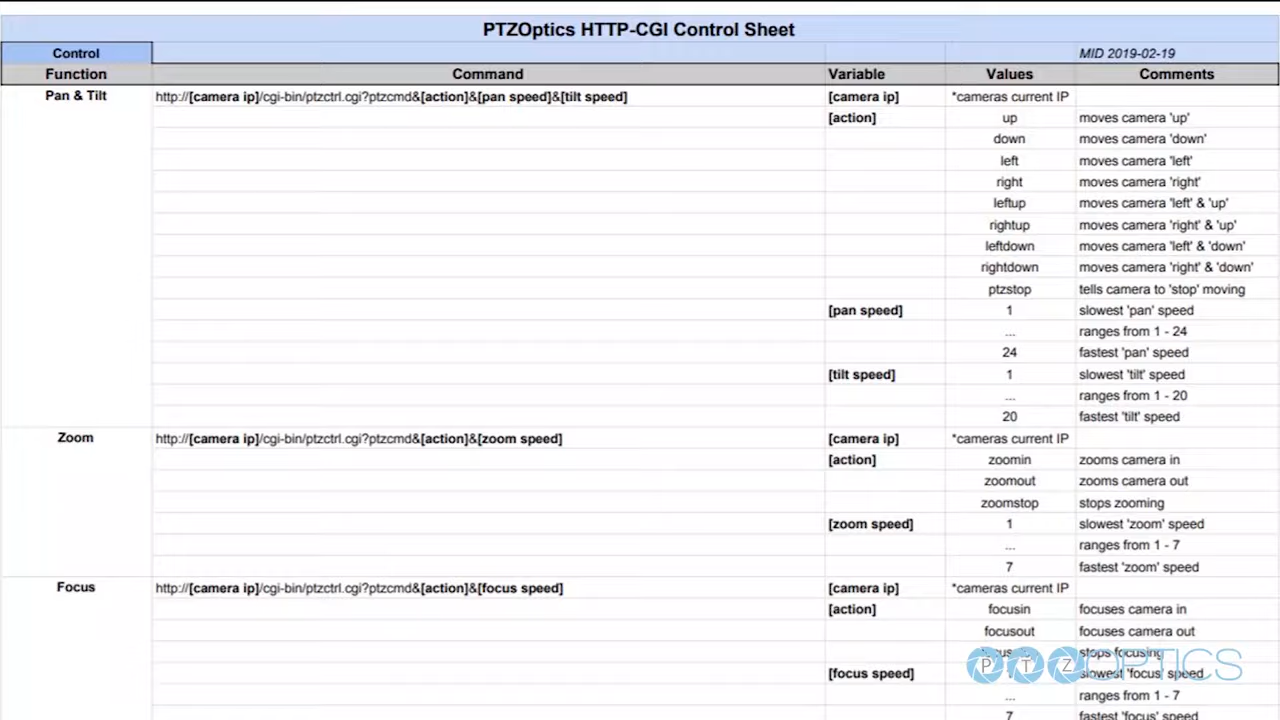 PTZOptics HTTP-CGI Control Sheet
Control MID 2019-02-19
Function Command Variable Values Comments
Pan & Tilt http://[camera ip]/cgi-bin/ptzctrl.cgi?ptzcmd&[action]&[pan speed]&[tilt speed] [camera ip] *cameras current IP
[action] up moves camera 'up'
down moves camera 'down'
left moves camera 'left'
right moves camera 'right'
leftup moves camera 'left' & 'up'
rightup moves camera 'right' & 'up'
leftdown moves camera 'left' & 'down'
rightdown moves camera 'right' & 'down'
ptzstop tells camera to 'stop' moving
[pan speed] 1 slowest 'pan' speed
... ranges from 1 - 24
24 fastest 'pan' speed
[tilt speed] 1 slowest 'tilt' speed
... ranges from 1 - 20
20 fastest 'tilt' speed
Zoom http://[camera ip]/cgi-bin/ptzctrl.cgi?ptzcmd&[action]&[zoom speed] [camera ip] *cameras current IP
[action] zoomin zooms camera in
zoomout zooms camera out
zoomstop stops zooming
[zoom speed] 1 slowest 'zoom' speed
... ranges from 1 - 7
7 fastest 'zoom' speed
Focus http://[camera ip]/cgi-bin/ptzctrl.cgi?ptzcmd&[action]&[focus speed] [camera ip] *cameras current IP
[action] focusin focuses camera in
focusout focuses camera out
stops focusing
PTZOPTICS
[focus speed] slowest 'focus' speed
... ranges from 1 - 7
7 fastest 'focus' speed